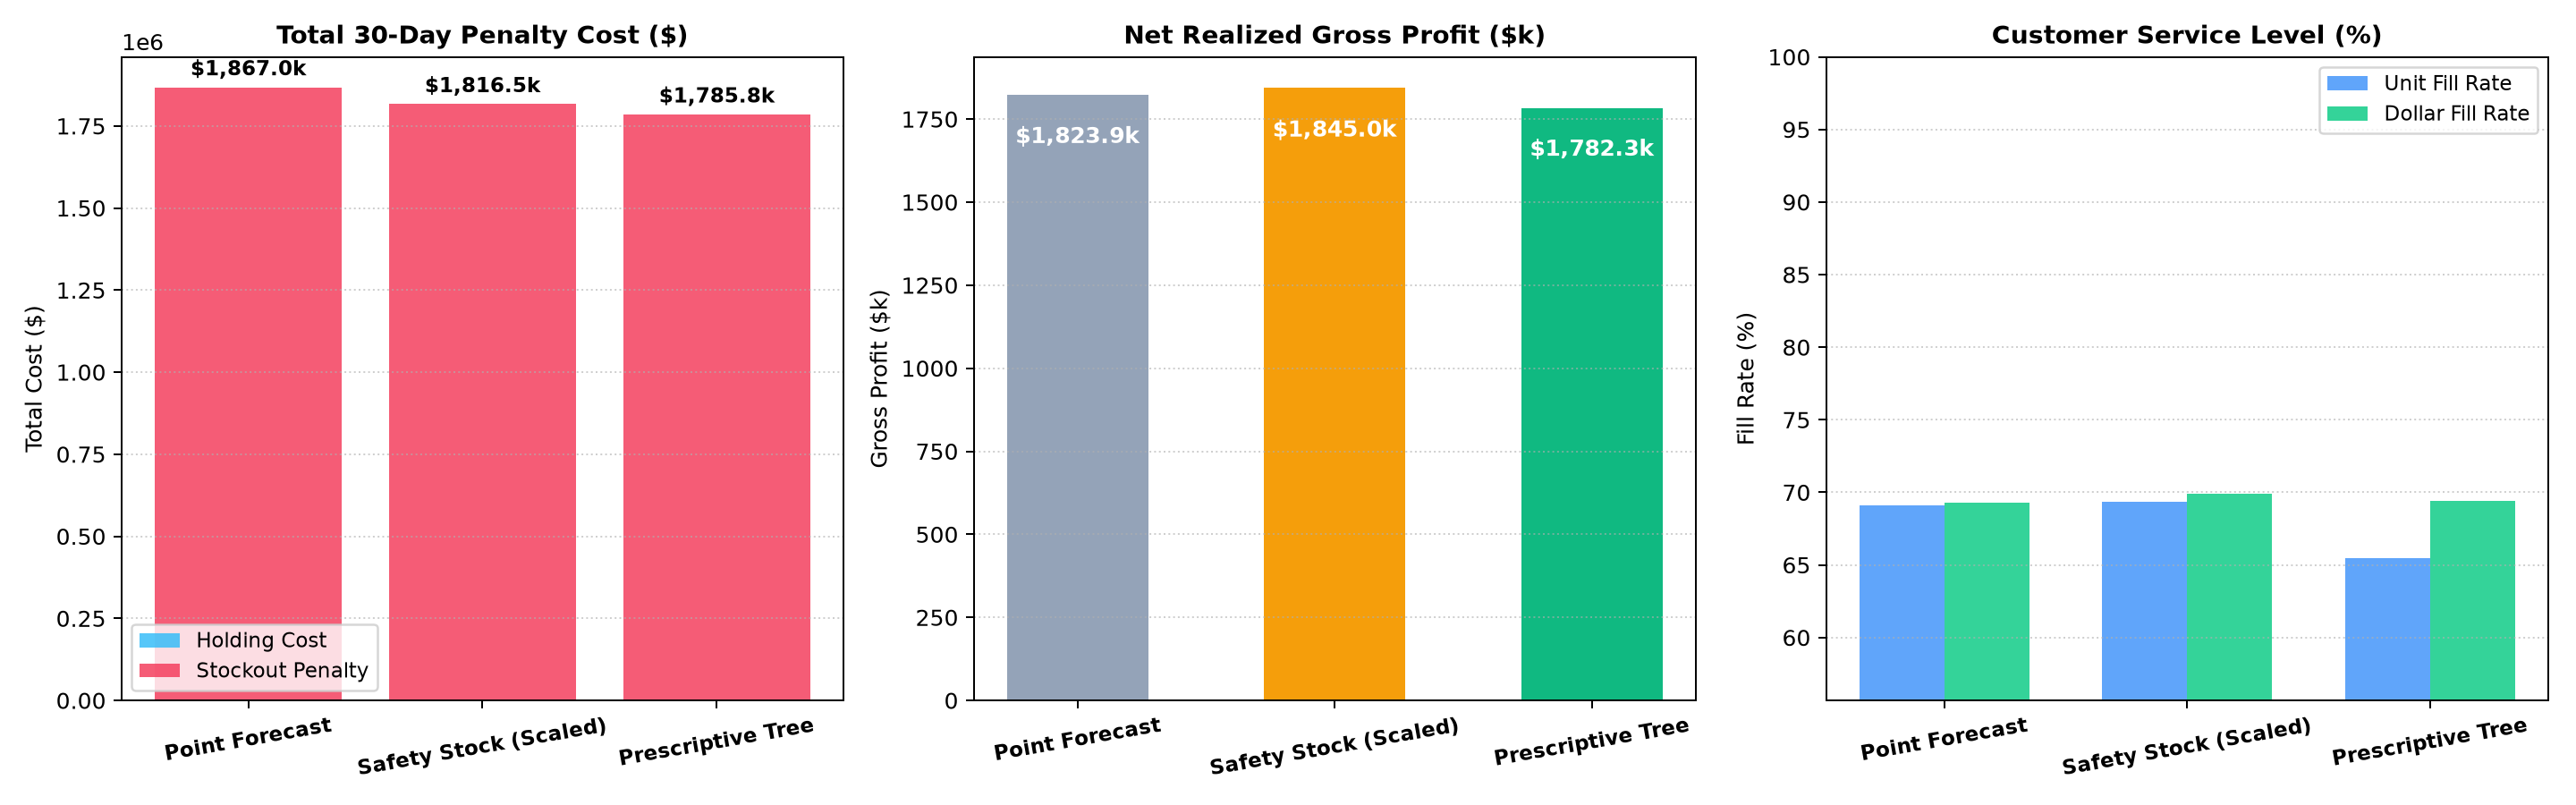 Total 30-Day Penalty Cost ($)
1e6
Total Cost ($)
1.75
1.50
1.25
1.00
0.75
0.50
0.25
0.00
$1,867.0k
$1,816.5k
$1,785.8k
Holding Cost
Stockout Penalty
Point Forecast
Safety Stock (Scaled)
Prescriptive Tree
Net Realized Gross Profit ($k)
Gross Profit ($k)
1750
1500
1250
1000
750
500
250
0
$1,823.9k
$1,845.0k
$1,782.3k
Point Forecast
Safety Stock (Scaled)
Prescriptive Tree
Customer Service Level (%)
Fill Rate (%)
100
95
90
85
80
75
70
65
60
Unit Fill Rate
Dollar Fill Rate
Point Forecast
Safety Stock (Scaled)
Prescriptive Tree